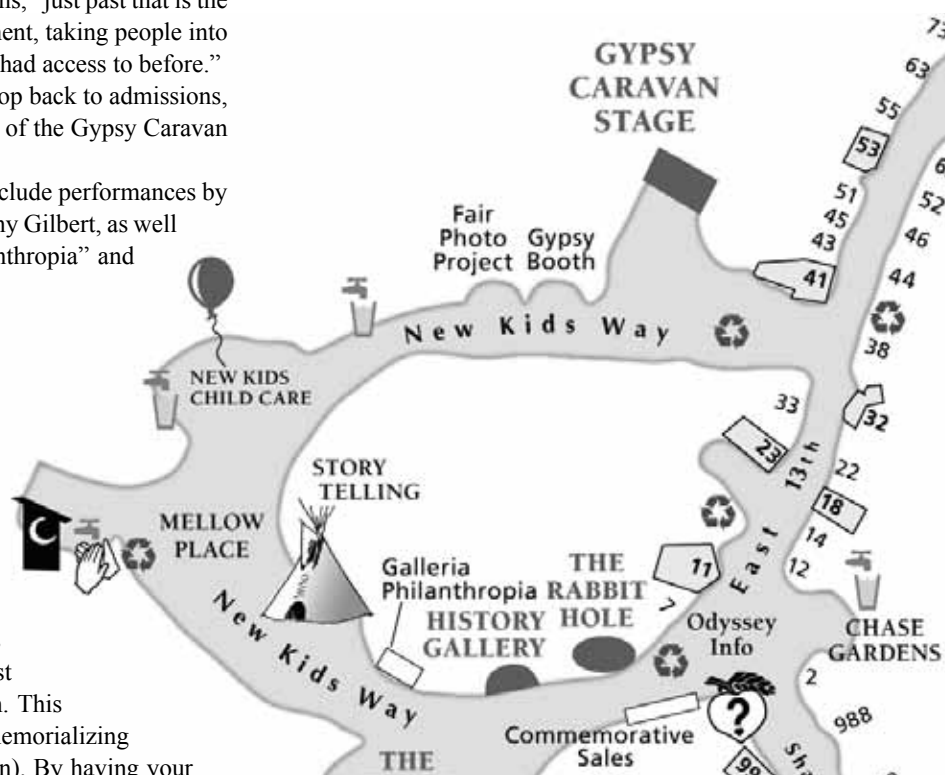 ns, “just past that is the
ment, taking people into
had access to before.”
op back to admissions,
of the Gypsy Caravan
clude performances by
ny Gilbert, as well
nthropia” and
GYPSY
CARAVAN
STAGE
73
63
55
53
51
45
43
41
6
52
46
44
38
Fair
Photo
Project
Gypsy
Booth
New Kids Way
NEW KIDS
CHILD CARE
33
32
23
22
18
14
12
11
7
East 13th
STORY
TELLING
MELLOW
PLACE
Galleria
Philanthropia
THE
RABBIT
HOLE
HISTORY
GALLERY
New Kids Way
Odyssey
Info
CHASE
GARDENS
2
988
?
Commemorative
Sales
99
Sha
THE
st
n. This
nemorializing
n). By having your